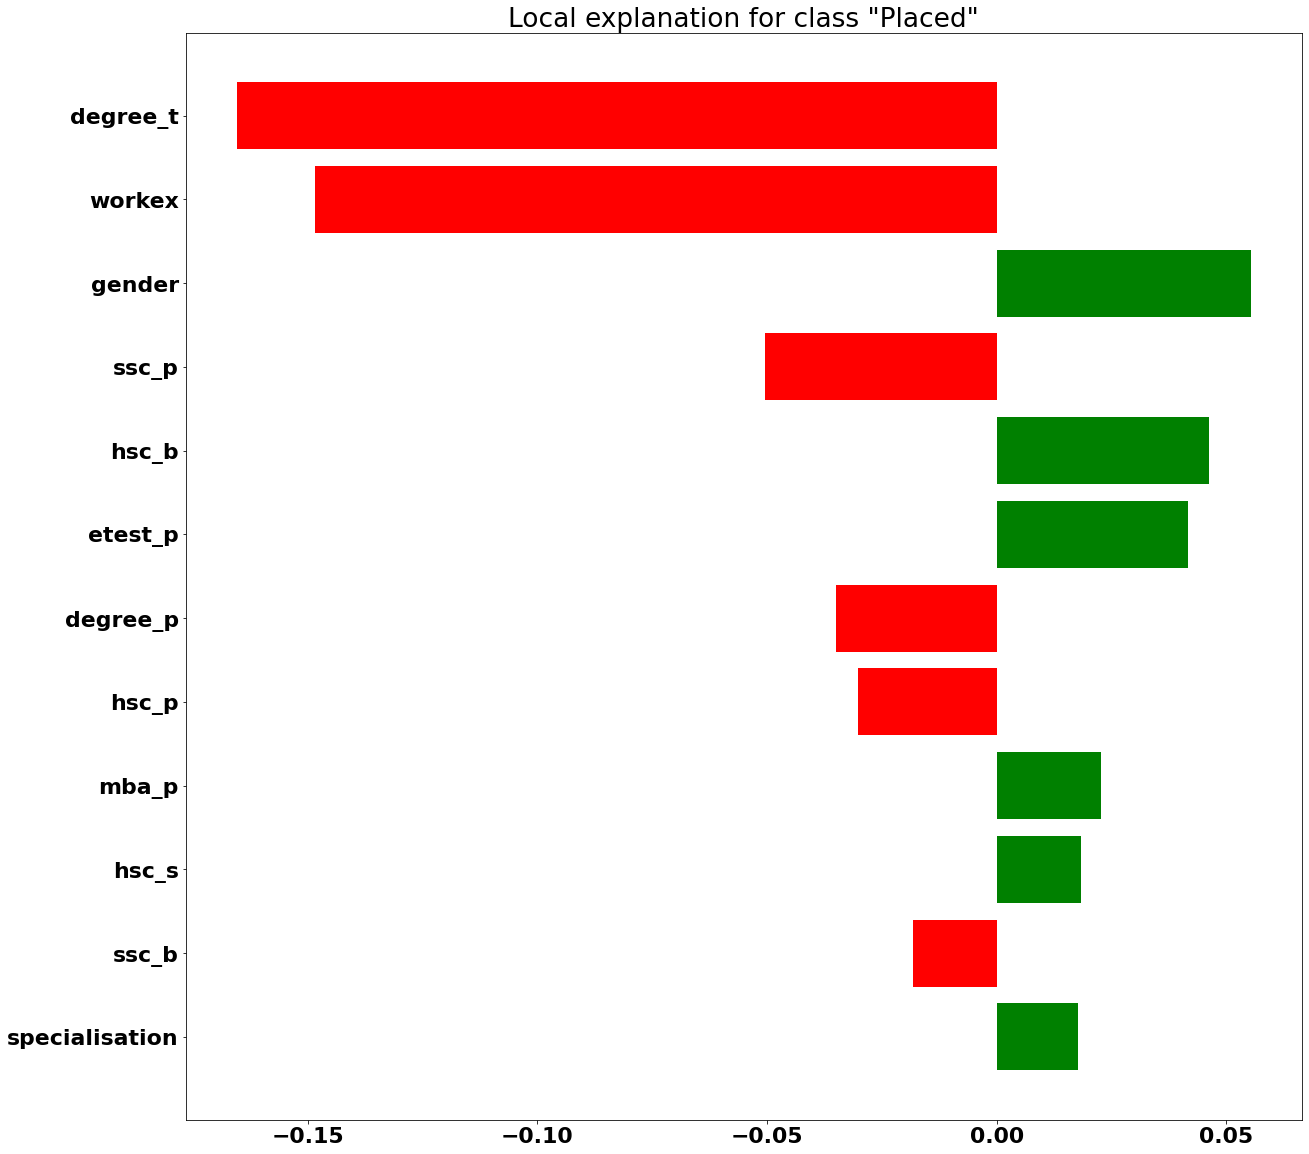 Local explanation for class "Placed"
degree_t
workex
gender
ssc_p
hsc_b
etest_p
degree_p
hsc_p
mba_p
hsc_s
ssc_b
specialisation
−0.15 −0.10 −0.05 0.00 0.05